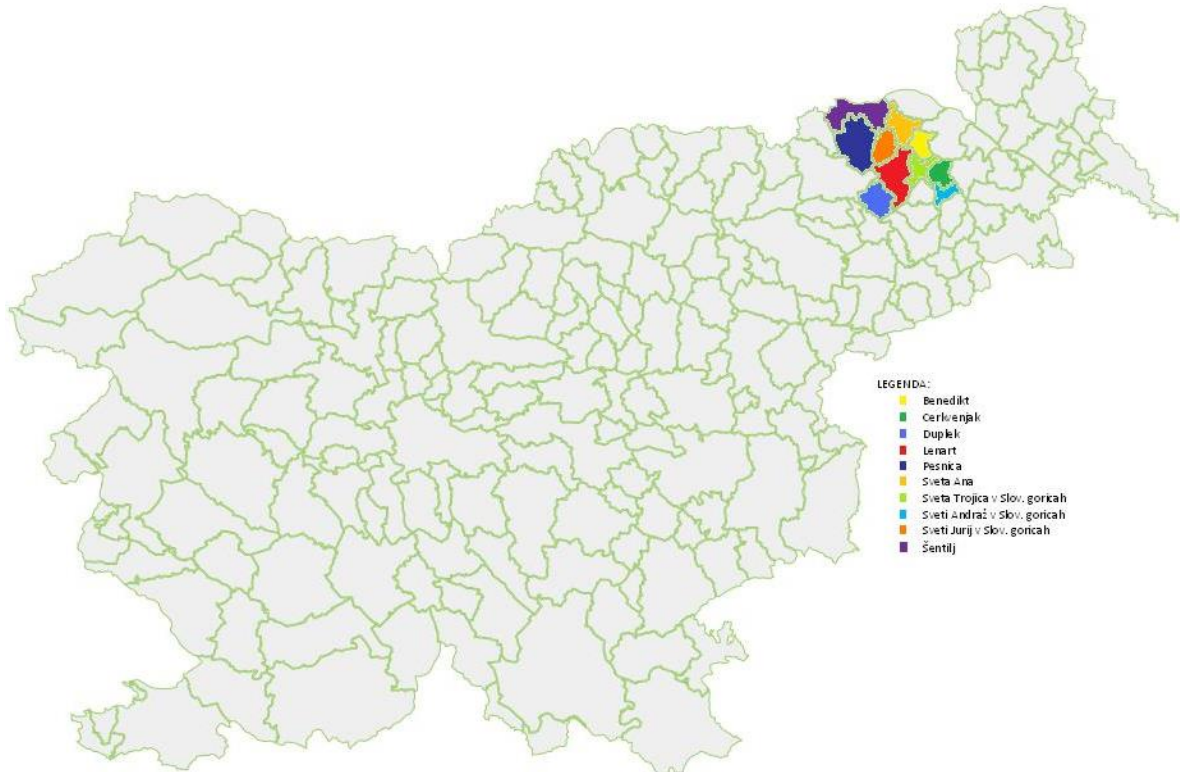 LEGENDA:
Benedikt
Cerkvenjak
Duplek
Lenart
Pesnica
Sveta Ana
Sveta Trojica v Slov. goricah
Sveti Andraž v Slov. goricah
Sveti Jurij v Slov. goricah
Šentilj